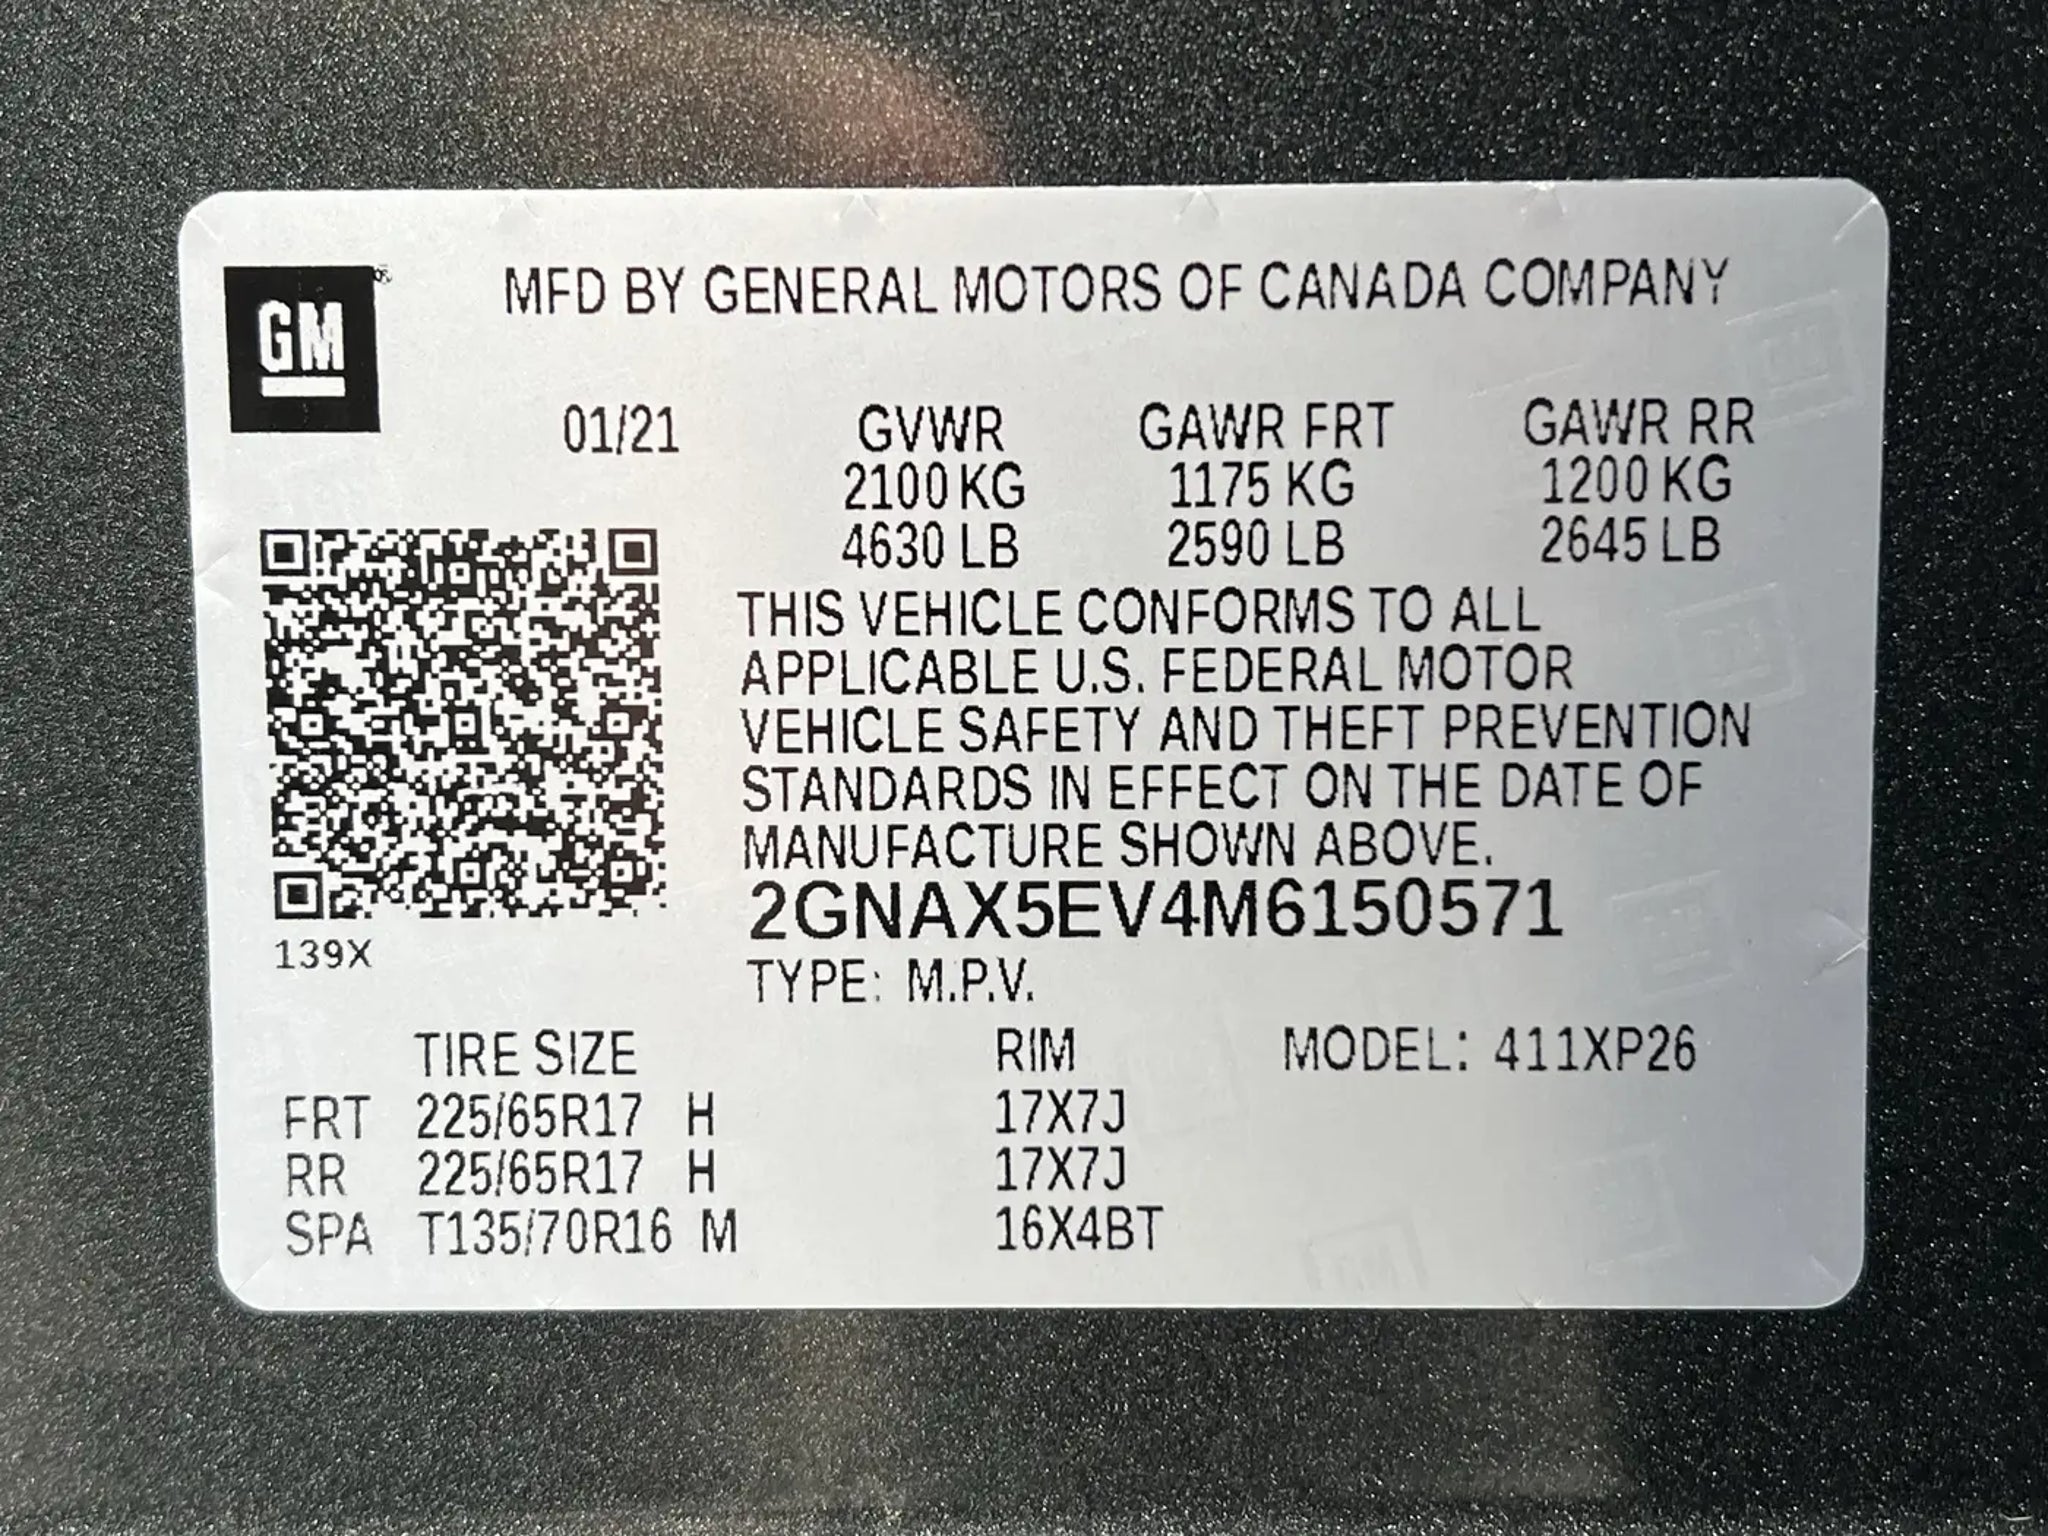 GM
MFD BY GENERAL MOTORS OF CANADA COMPANY
01/21 GVWR GAWR FRT GAWR RR
2100 KG 1175 KG 1200 KG
4630 LB 2590 LB 2645 LB
THIS VEHICLE CONFORMS TO ALL
APPLICABLE U.S. FEDERAL MOTOR
VEHICLE SAFETY AND THEFT PREVENTION
STANDARDS IN EFFECT ON THE DATE OF
MANUFACTURE SHOWN ABOVE.
2GNAX5EV4M6150571
139X
TYPE: M.P.V.
TIRE SIZE RIM MODEL: 411XP26
FRT 225/65R17 H 17X7J
RR 225/65R17 H 17X7J
SPA T135/70R16 M 16X4BT